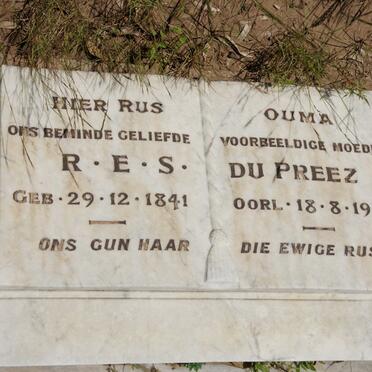 HIER RUS OUMA
ONS BEMINDE GELIEFDE VOORBEELDIGE MOED
R·E·S· DU PREEZ
GEB·29·12·1841 OORL·18·8·19
ONS GUN HAAR DIE EWIGE RUS